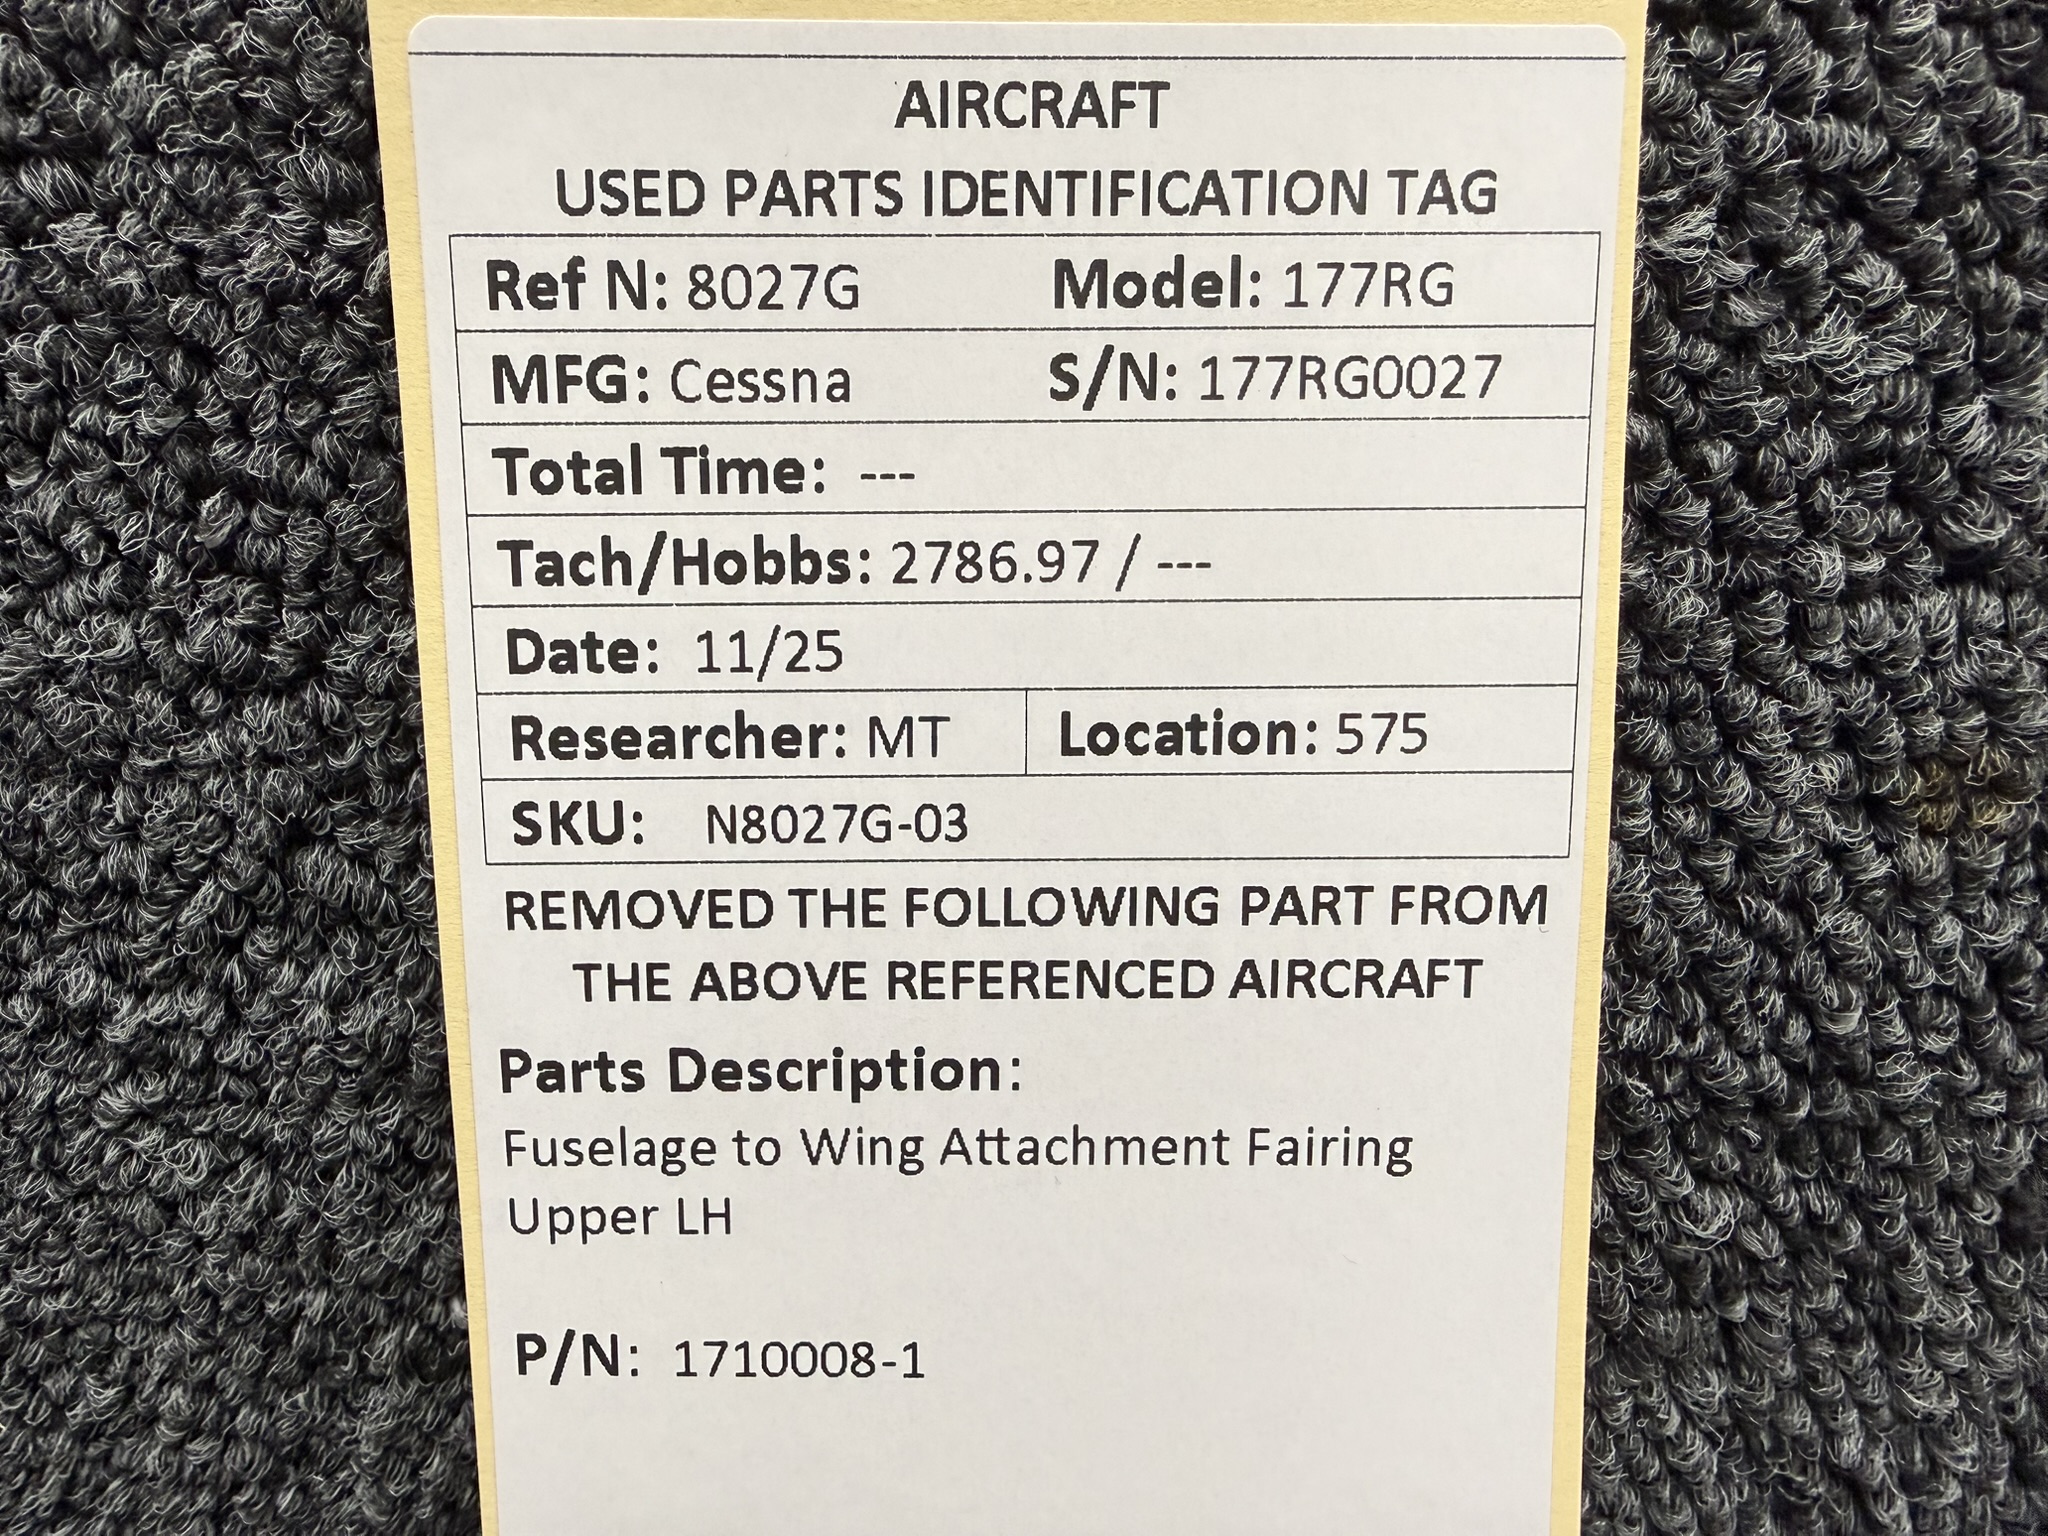 AIRCRAFT
USED PARTS IDENTIFICATION TAG
Ref N: 8027G Model: 177RG
MFG: Cessna S/N: 177RG0027
Total Time: ---
Tach/Hobbs: 2786.97 / ---
Date: 11/25
Researcher: MT Location: 575
SKU: N8027G-03
REMOVED THE FOLLOWING PART FROM
THE ABOVE REFERENCED AIRCRAFT
Parts Description:
Fuselage to Wing Attachment Fairing
Upper LH
P/N: 1710008-1